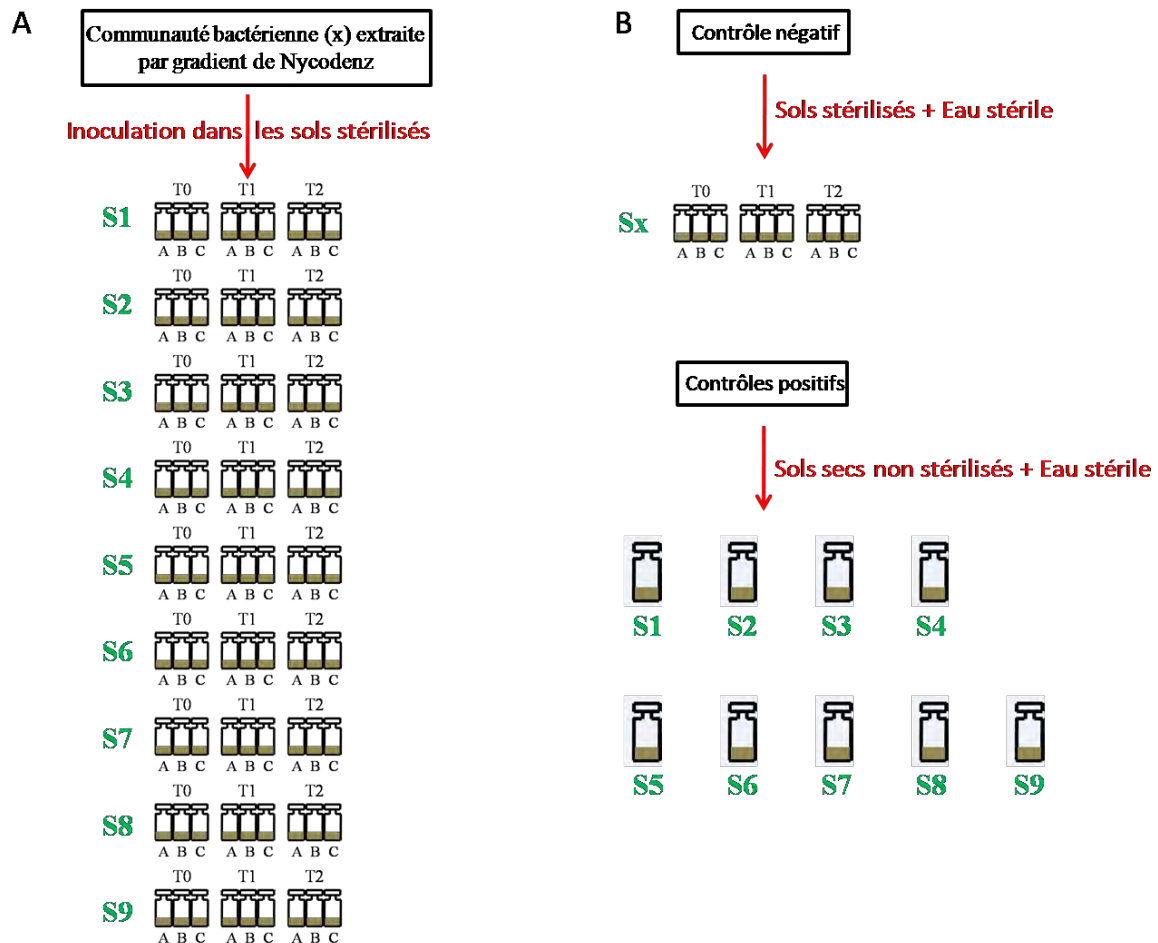 A
Communauté bactérienne (x) extraite
par gradient de Nycodenz
Inoculation dans les sols stérilisés
T0 T1 T2
S1
A B C A B C A B C
T0 T1 T2
S2
A B C A B C A B C
T0 T1 T2
S3
A B C A B C A B C
T0 T1 T2
S4
A B C A B C A B C
T0 T1 T2
S5
A B C A B C A B C
T0 T1 T2
S6
A B C A B C A B C
T0 T1 T2
S7
A B C A B C A B C
T0 T1 T2
S8
A B C A B C A B C
T0 T1 T2
S9
A B C A B C A B C
B
Contrôle négatif
Sols stérilisés + Eau stérile
T0 T1 T2
Sx
A B C A B C A B C
Contrôles positifs
Sols secs non stérilisés + Eau stérile
S1 S2 S3 S4
S5 S6 S7 S8 S9